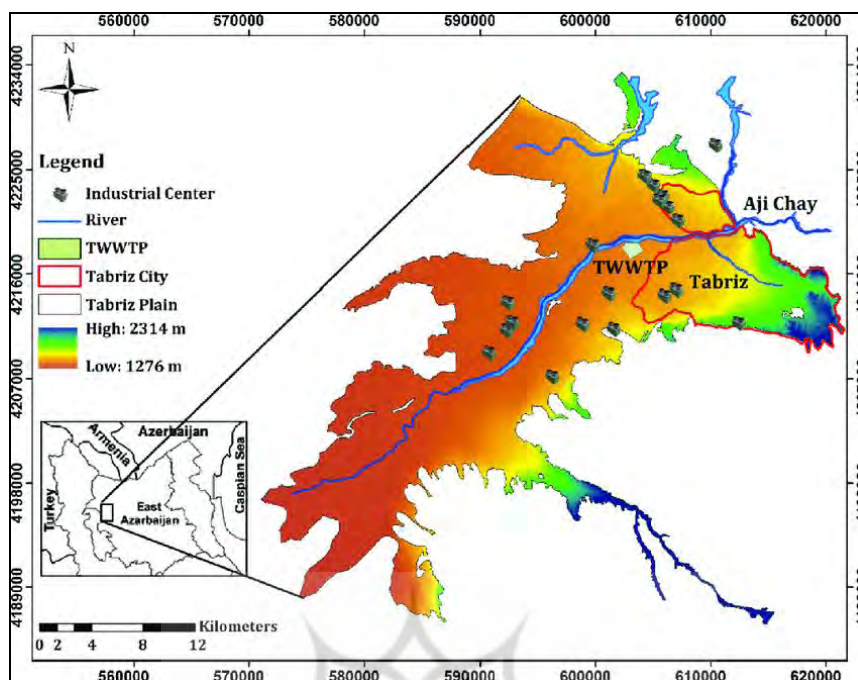 560000 570000 580000 590000 600000 610000 620000
4234000
4225000
4216000
4207000
4198000
4189000
N
Legend
Industrial Center
River
TWWTP
Tabriz City
Tabriz Plain
High: 2314 m
Low: 1276 m
Aji Chay
TWWTP
Tabriz
Armenia
Azerbaijan
Turkey
East
Azarbaijan
Caspian Sea
Kilometers
0 2 4 8 12
560000 570000 580000 590000 600000 610000 620000